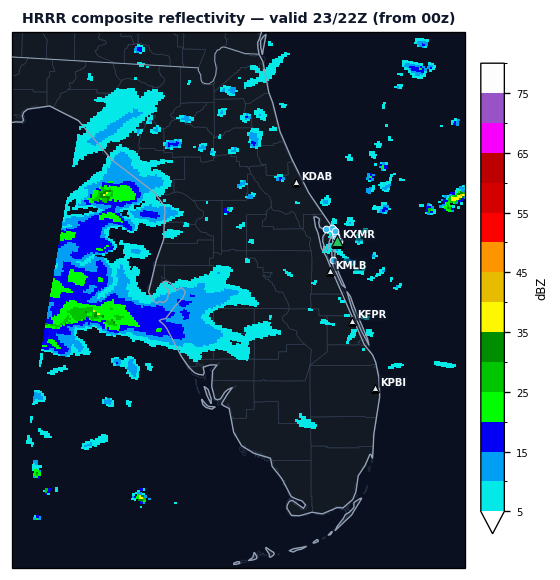 HRRR composite reflectivity — valid 23/22Z (from 00z)
KDAB
KXMR
KMLB
KFPR
KPBI
75
65
55
45
35
25
15
5
dBZ